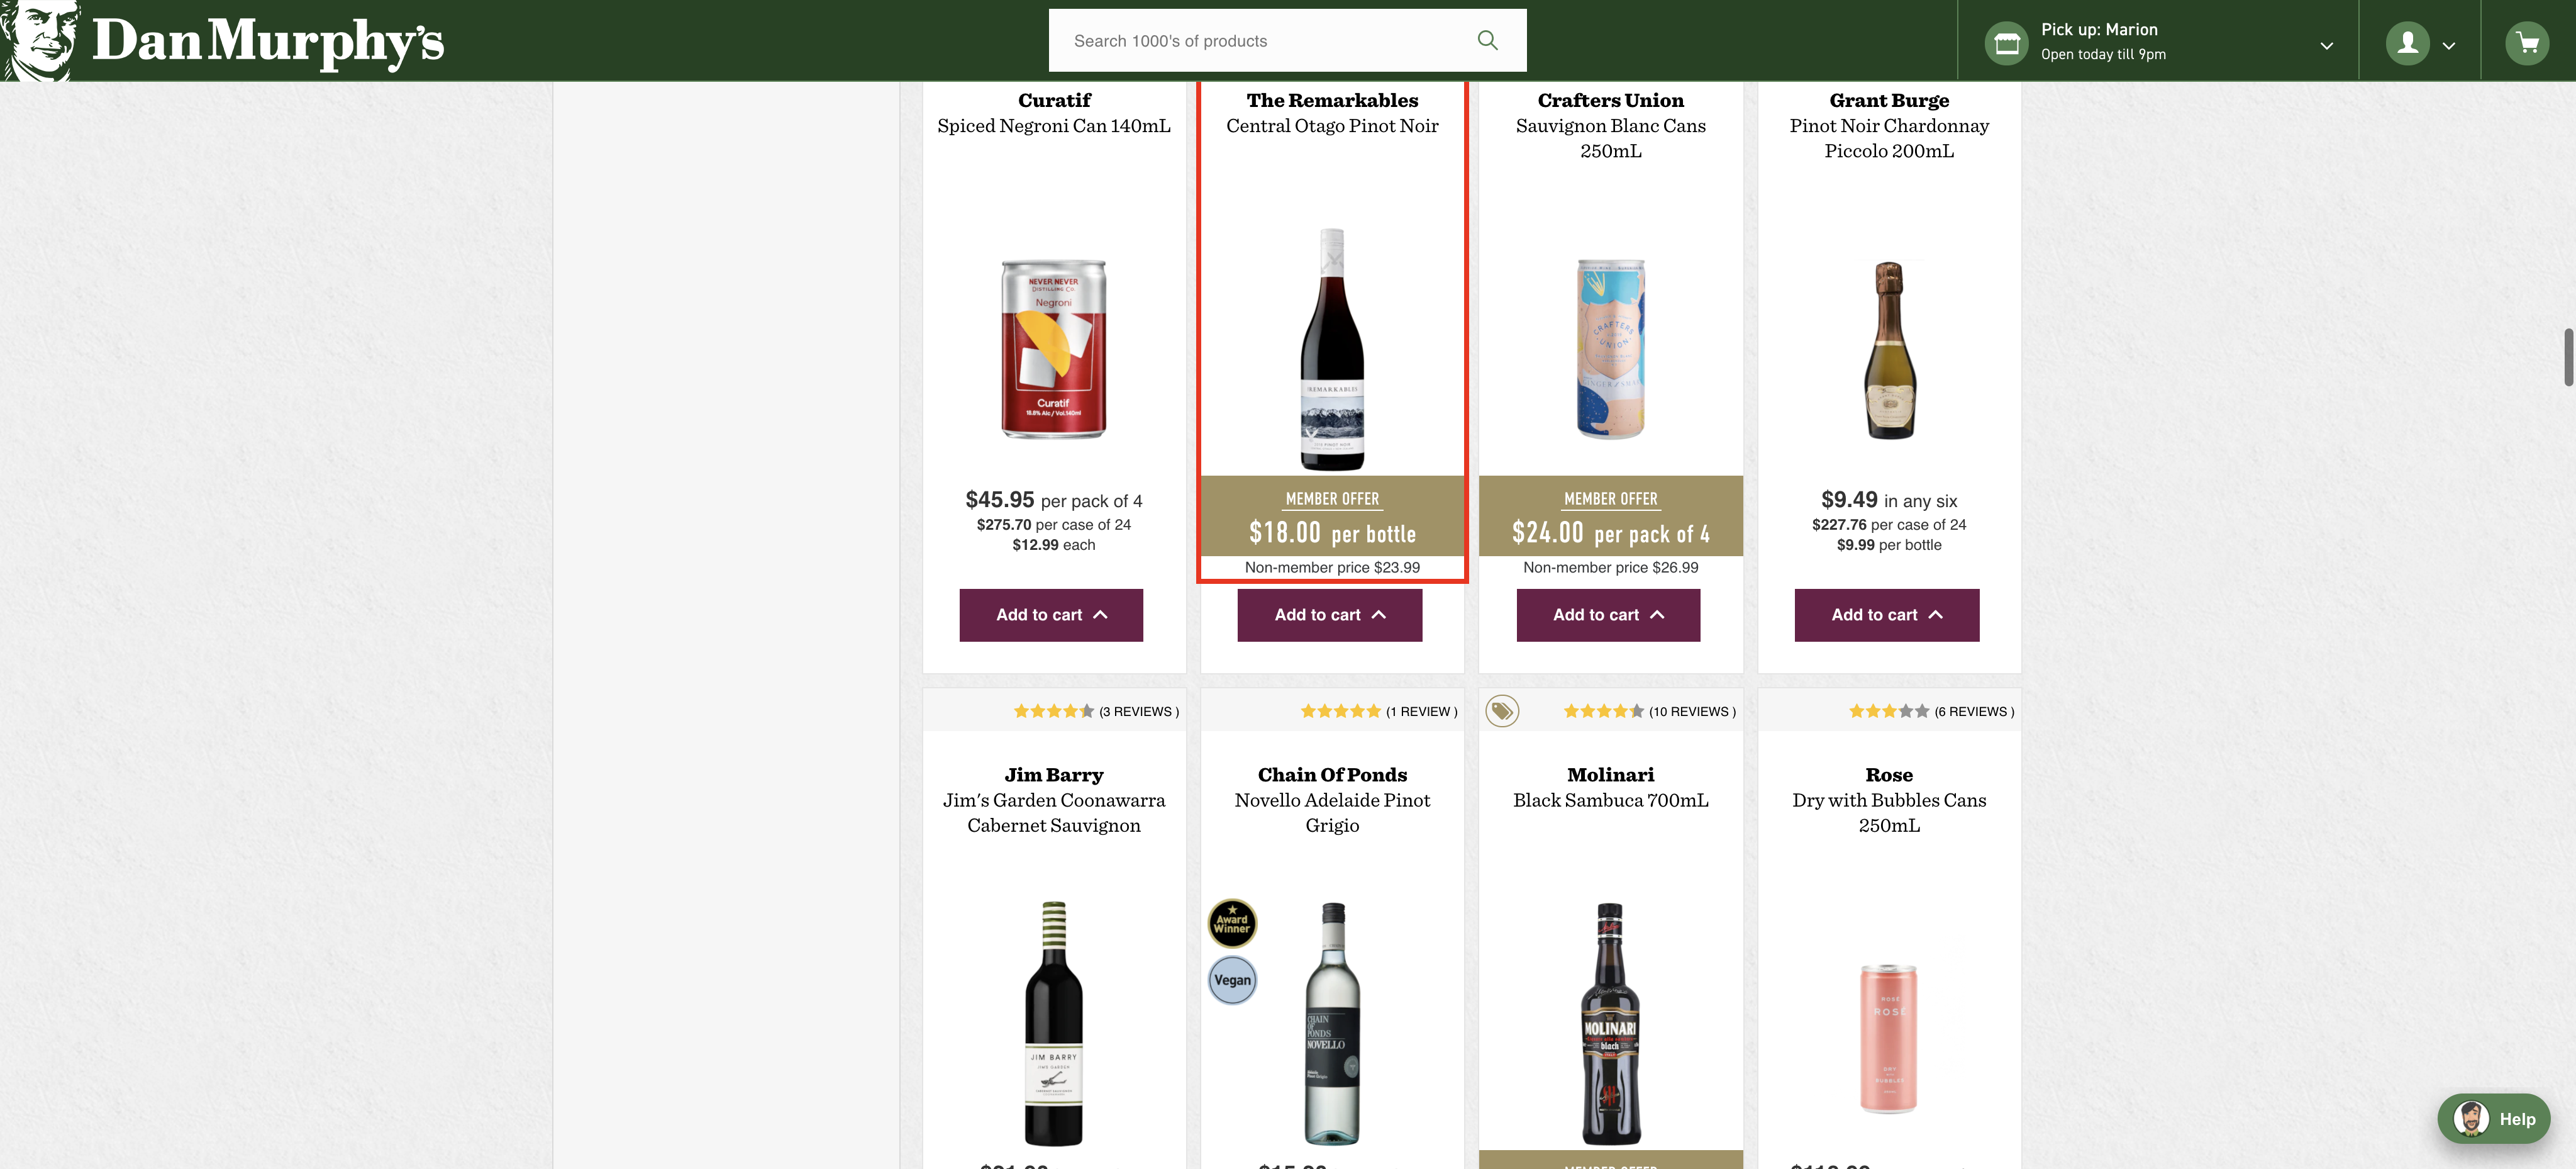 Dan Murphy's
Search 1000's of products
Pick up: Marion
Open today till 9pm
Curatif
Spiced Negroni Can 140mL
NEVER NEVER
DISTILLING Co.
Negroni
Curatif
$45.95 per pack of 4
$275.70 per case of 24
$12.99 each
Add to cart
The Remarkables
Central Otago Pinot Noir
REMARKABLES
MEMBER OFFER
$18.00 per bottle
Non-member price $23.99
Add to cart
Crafters Union
Sauvignon Blanc Cans
250mL
CRAFTERS
UNION
MEMBER OFFER
$24.00 per pack of 4
Non-member price $26.99
Add to cart
Grant Burge
Pinot Noir Chardonnay
Piccolo 200mL
$9.49 in any six
$227.76 per case of 24
$9.99 per bottle
Add to cart
(3 REVIEWS )
Jim Barry
Jim's Garden Coonawarra
Cabernet Sauvignon
JIM BARRY
(1 REVIEW )
Chain Of Ponds
Novello Adelaide Pinot
Grigio
Award
Winner
Vegan
CHAIN
OF
PONDS
NOVELLO
(10 REVIEWS )
Molinari
Black Sambuca 700mL
MOLINARI
black
MEMBER OFFER
(6 REVIEWS )
Rose
Dry with Bubbles Cans
250mL
ROSÉ
ROSÉ
DRY
BUBBLES
Help